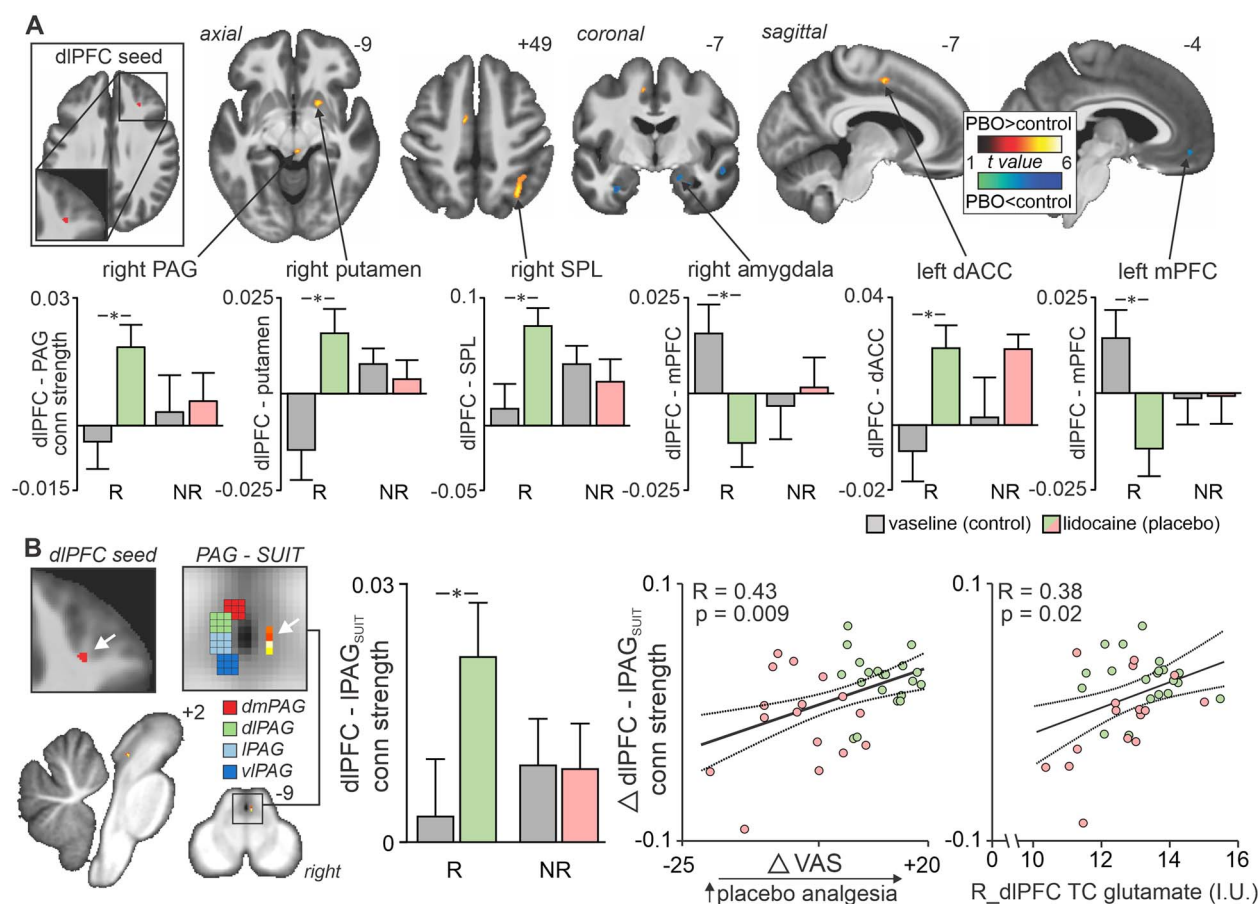 A
dlPFC seed
axial
-9
+49
coronal
-7
sagittal
-7
-4
PBO>control
1 t value 6
PBO<control
right PAG
right putamen
right SPL
right amygdala
left dACC
left mPFC
0.03
dlPFC - PAG
conn strength
-0.015
-*-
R
NR
0.025
dlPFC - putamen
-0.025
-*-
R
NR
0.1
dlPFC - SPL
-0.05
-*-
R
NR
0.025
dlPFC - mPFC
-0.025
-*-
R
NR
0.04
dlPFC - dACC
-0.02
-*-
R
NR
0.025
dlPFC - mPFC
-0.025
-*-
R
NR
vaseline (control)
lidocaine (placebo)
B
dlPFC seed
PAG - SUIT
dmPAG
dlPAG
lPAG
vlPAG
+2
-9
right
0.03
dlPFC - lPAGSUIT
conn strength
0
-*-
R
NR
0.1
R = 0.43
p = 0.009
△ dlPFC - lPAGSUIT
conn strength
-0.1
-25
△ VAS
+20
↑placebo analgesia
0.1
R = 0.38
p = 0.02
-0.1
0
10
12
14
16
R_dlPFC TC glutamate (I.U.)